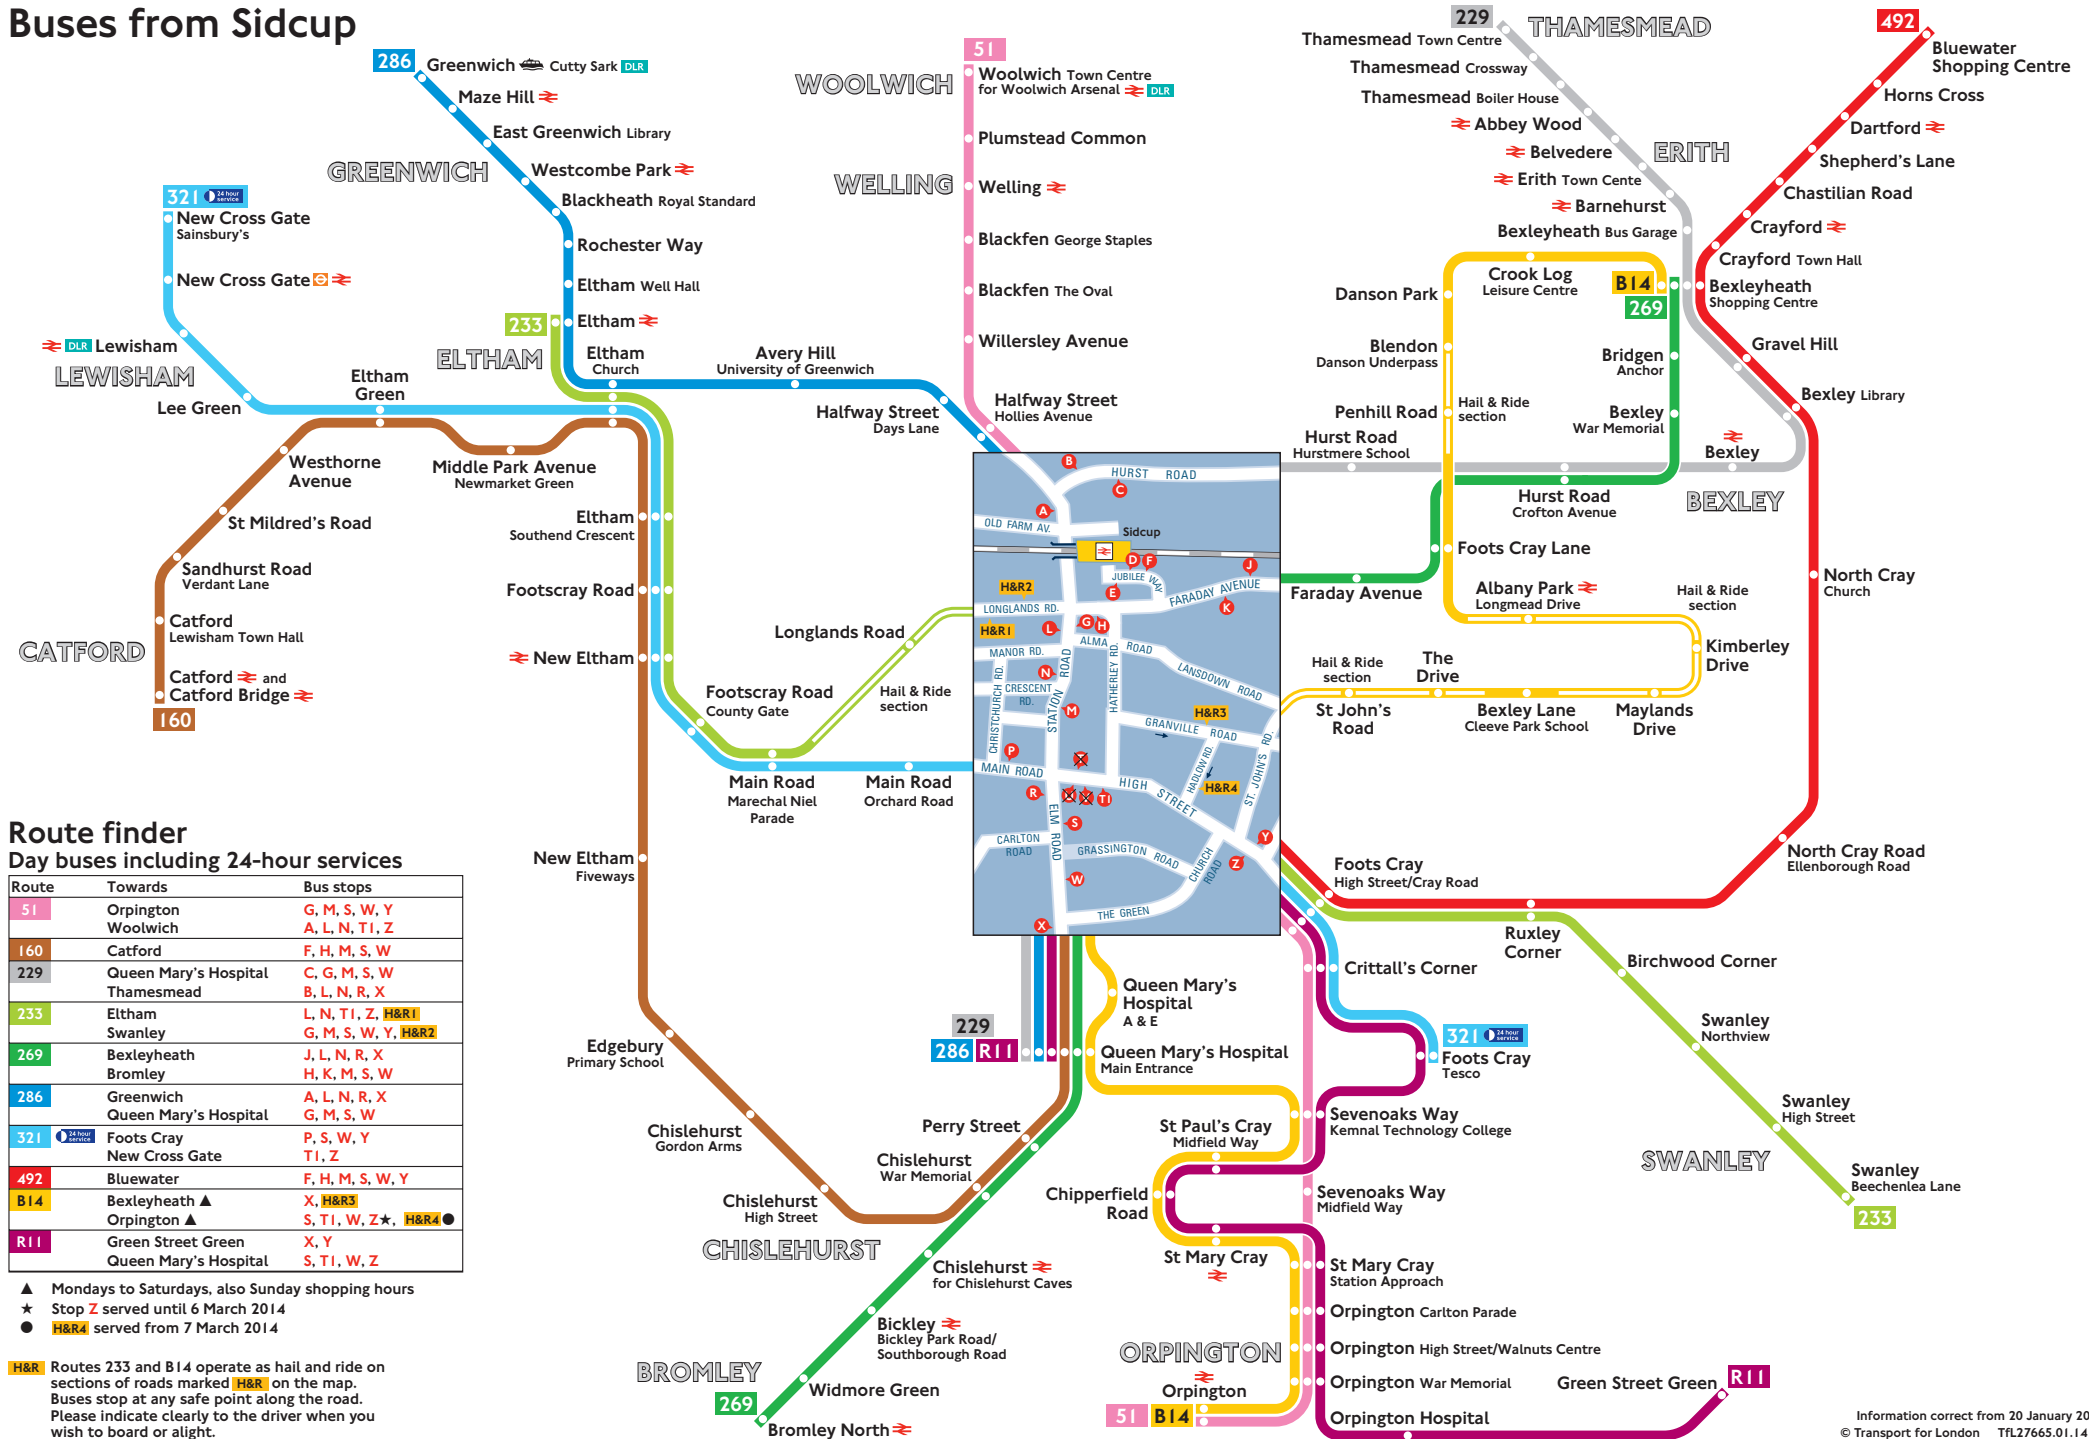 Buses from Sidcup
286
Greenwich Cutty Sark DLR
Maze Hill
East Greenwich Library
GREENWICH
Westcombe Park
Blackheath Royal Standard
Rochester Way
Eltham Well Hall
233
Eltham
ELTHAM
Eltham
Church
Avery Hill
University of Greenwich
Halfway Street
Days Lane
321 24 hour service
New Cross Gate
Sainsbury's
New Cross Gate
DLR Lewisham
LEWISHAM
Lee Green
Eltham
Green
Westhorne
Avenue
Middle Park Avenue
Newmarket Green
St Mildred's Road
Sandhurst Road
Verdant Lane
Catford
Lewisham Town Hall
CATFORD
Catford and
Catford Bridge
160
Eltham
Southend Crescent
Footscray Road
New Eltham
Longlands Road
Footscray Road
County Gate
Hail & Ride
section
Main Road
Marechal Niel
Parade
Main Road
Orchard Road
New Eltham
Fiveways
Edgebury
Primary School
Chislehurst
Gordon Arms
Chislehurst
High Street
CHISLEHURST
Perry Street
Chislehurst
War Memorial
Chislehurst
for Chislehurst Caves
Bickley
Bickley Park Road/
Southborough Road
BROMLEY
Widmore Green
269
Bromley North
51
WOOLWICH
Woolwich Town Centre
for Woolwich Arsenal DLR
Plumstead Common
WELLING
Welling
Blackfen George Staples
Blackfen The Oval
Willersley Avenue
Halfway Street
Hollies Avenue
229
THAMESMEAD
Thamesmead Town Centre
Thamesmead Crossway
Thamesmead Boiler House
Abbey Wood
Belvedere
ERITH
Erith Town Cente
Barnehurst
Bexleyheath Bus Garage
492
Bluewater
Shopping Centre
Horns Cross
Dartford
Shepherd's Lane
Chastilian Road
Crayford
Crayford Town Hall
Bexleyheath
Shopping Centre
Gravel Hill
Bexley Library
Crook Log
Leisure Centre
B14
269
Danson Park
Blendon
Danson Underpass
Bridgen
Anchor
Penhill Road
Hail & Ride
section
Bexley
War Memorial
Hurst Road
Hurstmere School
Bexley
BEXLEY
Hurst Road
Crofton Avenue
Foots Cray Lane
Faraday Avenue
Albany Park
Longmead Drive
Hail & Ride
section
Kimberley
Drive
Hail & Ride
section
The
Drive
St John's
Road
Bexley Lane
Cleeve Park School
Maylands
Drive
North Cray
Church
North Cray Road
Ellenborough Road
Foots Cray
High Street/Cray Road
Ruxley
Corner
Birchwood Corner
Swanley
Northview
Swanley
High Street
SWANLEY
Swanley
Beechenlea Lane
233
B
HURST ROAD
C
A
OLD FARM AV.
Sidcup
D F
J
JUBILEE WAY
H&R2
E
FARADAY AVENUE
K
LONGLANDS RD.
H&R1
L
G H
ALMA ROAD
MANOR RD.
STATION ROAD
HATHERLEY RD.
LANSDOWN ROAD
N
CHRISTCHURCH RD.
CRESCENT
RD.
M
H&R3
GRANVILLE ROAD
P
MAIN ROAD
HADLOW RD.
ST. JOHN'S RD.
HIGH STREET
H&R4
R
T1
ELM ROAD
S
CARLTON
ROAD
GRASSINGTON ROAD
CHURCH
ROAD
Y
Z
W
THE GREEN
X
229
286 R11
Queen Mary's
Hospital
A & E
Queen Mary's Hospital
Main Entrance
Crittall's Corner
321 24 hour service
Foots Cray
Tesco
Sevenoaks Way
Kemnal Technology College
St Paul's Cray
Midfield Way
Chipperfield
Road
Sevenoaks Way
Midfield Way
St Mary Cray
St Mary Cray
Station Approach
Orpington Carlton Parade
Orpington High Street/Walnuts Centre
Orpington War Memorial
Orpington Hospital
ORPINGTON
Orpington
51 B14
Green Street Green
R11
Route finder
Day buses including 24-hour services
Route Towards Bus stops
51 Orpington G, M, S, W, Y
Woolwich A, L, N, T1, Z
160 Catford F, H, M, S, W
229 Queen Mary's Hospital C, G, M, S, W
Thamesmead B, L, N, R, X
233 Eltham L, N, T1, Z, H&R1
Swanley G, M, S, W, Y, H&R2
269 Bexleyheath J, L, N, R, X
Bromley H, K, M, S, W
286 Greenwich A, L, N, R, X
Queen Mary's Hospital G, M, S, W
321 24 hour service Foots Cray P, S, W, Y
New Cross Gate T1, Z
492 Bluewater F, H, M, S, W, Y
B14 Bexleyheath ▲ X, H&R3
Orpington ▲ S, T1, W, Z★, H&R4●
R11 Green Street Green X, Y
Queen Mary's Hospital S, T1, W, Z
▲ Mondays to Saturdays, also Sunday shopping hours
★ Stop Z served until 6 March 2014
● H&R4 served from 7 March 2014
H&R Routes 233 and B14 operate as hail and ride on
sections of roads marked H&R on the map.
Buses stop at any safe point along the road.
Please indicate clearly to the driver when you
wish to board or alight.
Information correct from 20 January 20
© Transport for London TfL27665.01.14